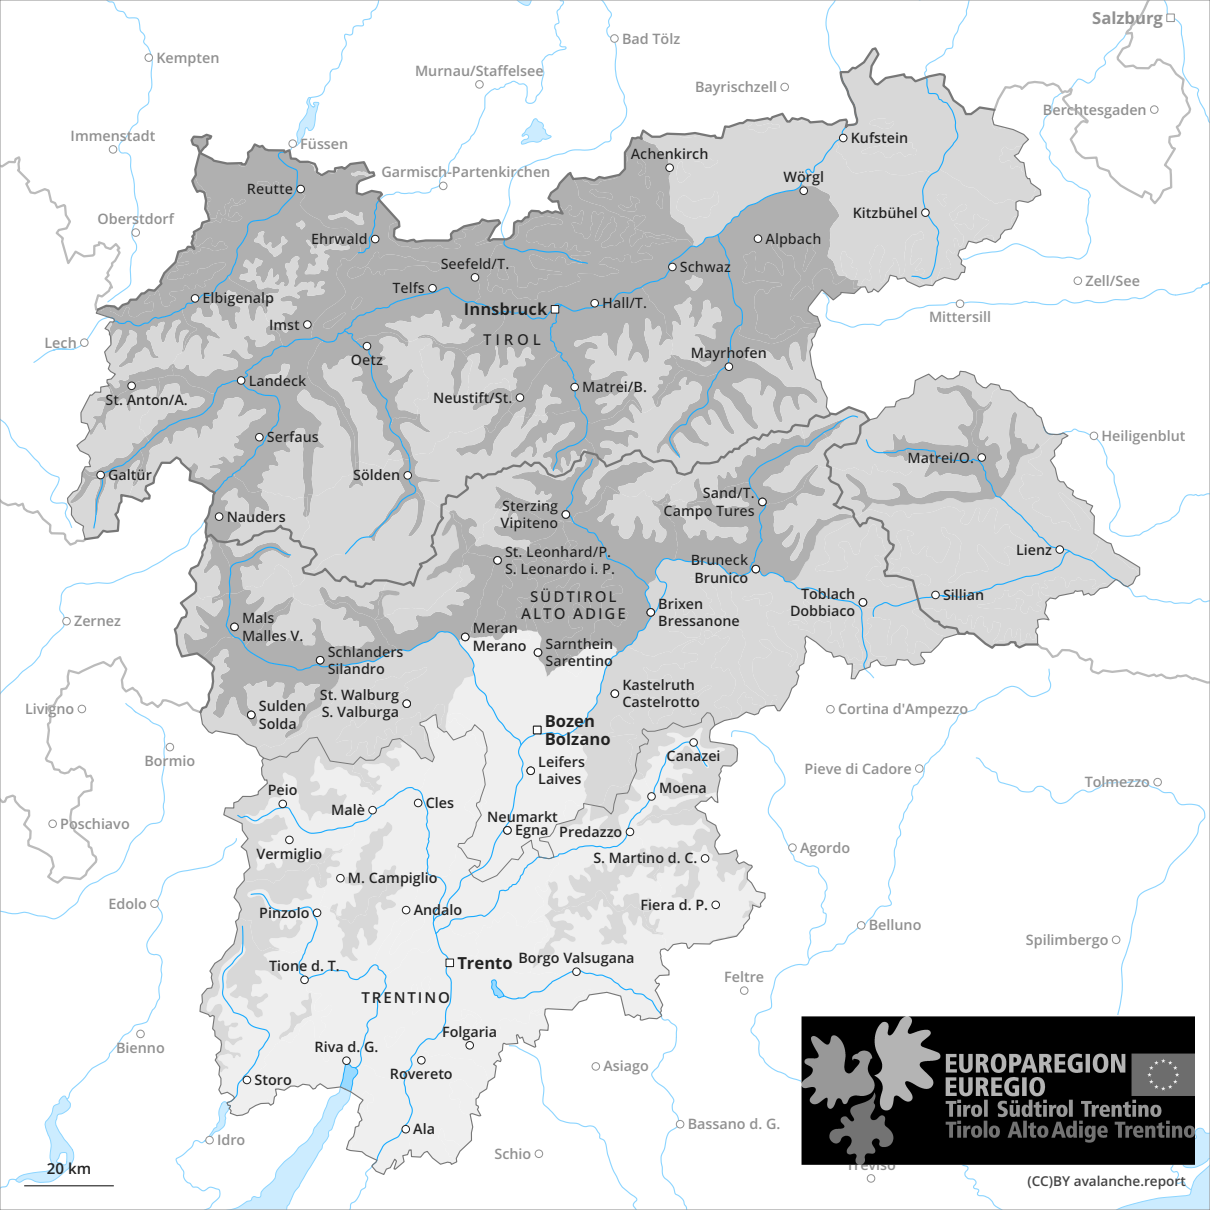 Salzburg
Bad Tölz
Kempten
Murnau/Staffelsee
Bayrischzell
Berchtesgaden
Immenstadt
Füssen
Kufstein
Achenkirch
Garmisch-Partenkirchen
Wörgl
Reutte
Oberstdorf
Kitzbühel
Ehrwald
Alpbach
Seefeld/T.
Schwaz
Zell/See
Telfs
Elbigenalp
Hall/T.
Innsbruck
Mittersill
Imst
TIROL
Lech
Mayrhofen
Oetz
Landeck
Matrei/B.
St. Anton/A.
Neustift/St.
Serfaus
Heiligenblut
Matrei/O.
Galtür
Sölden
Sand/T.
Campo Tures
Sterzing
Vipiteno
Nauders
Lienz
St. Leonhard/P.
S. Leonardo i. P.
Bruneck
Brunico
SÜDTIROL
ALTO ADIGE
Toblach
Dobbiaco
Sillian
Brixen
Bressanone
Zernez
Mals
Malles V.
Meran
Merano
Sarnthein
Sarentino
Schlanders
Silandro
Kastelruth
Castelrotto
St. Walburg
S. Valburga
Livigno
Sulden
Solda
Cortina d'Ampezzo
Bozen
Bolzano
Bormio
Canazei
Leifers
Laives
Pieve di Cadore
Tolmezzo
Peio
Moena
Malè
Cles
Neumarkt
Egna
Poschiavo
Predazzo
Agordo
Vermiglio
S. Martino d. C.
M. Campiglio
Edolo
Fiera d. P.
Pinzolo
Andalo
Belluno
Spilimbergo
Borgo Valsugana
Trento
Tione d. T.
Feltre
TRENTINO
Folgaria
Bienno
Riva d. G.
Asiago
Rovereto
Storo
EUROPAREGION
EUREGIO
Tirol Südtirol Trentino
Tirolo Alto Adige Trentino
Bassano d. G.
Ala
Idro
Schio
Treviso
20 km
(CC)BY avalanche.report